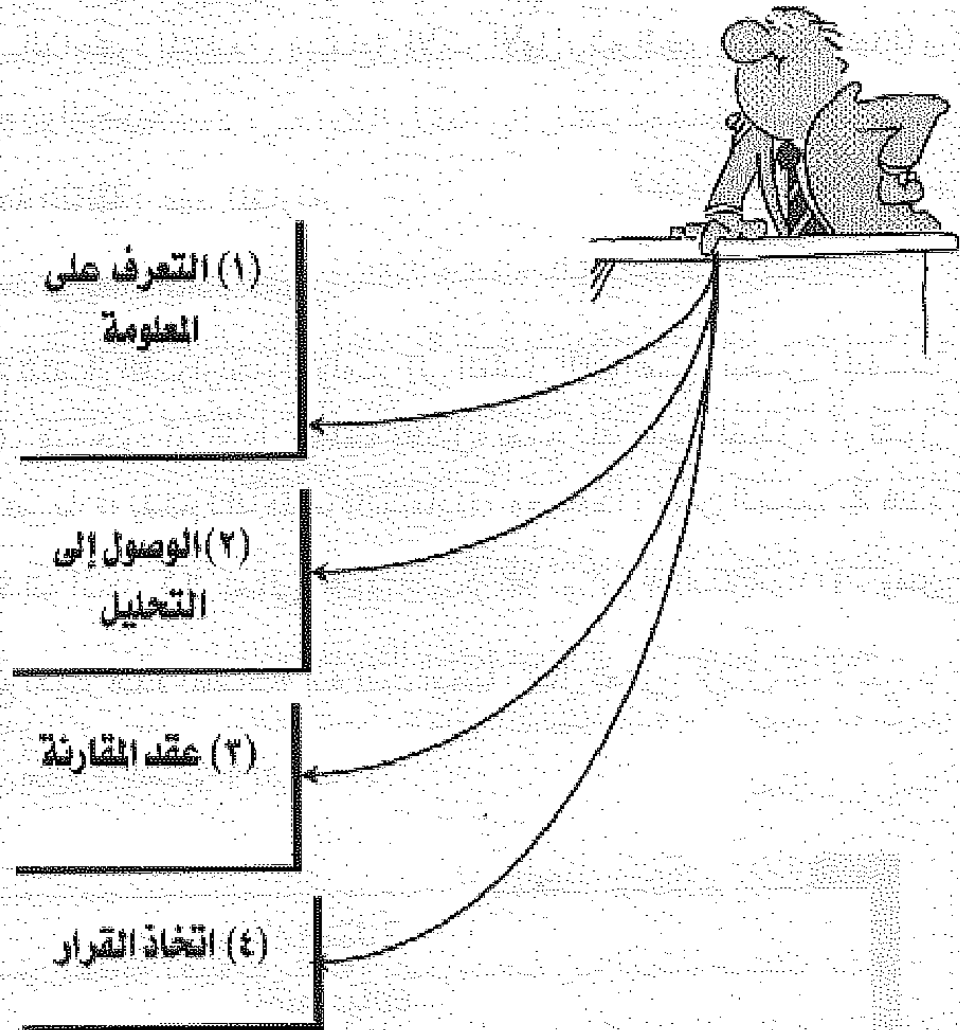 (١) التعرف على
المعلومة
(٢) الوصول إلى
التحليل
(٣) عقد المقارنة
(٤) اتخاذ القرار